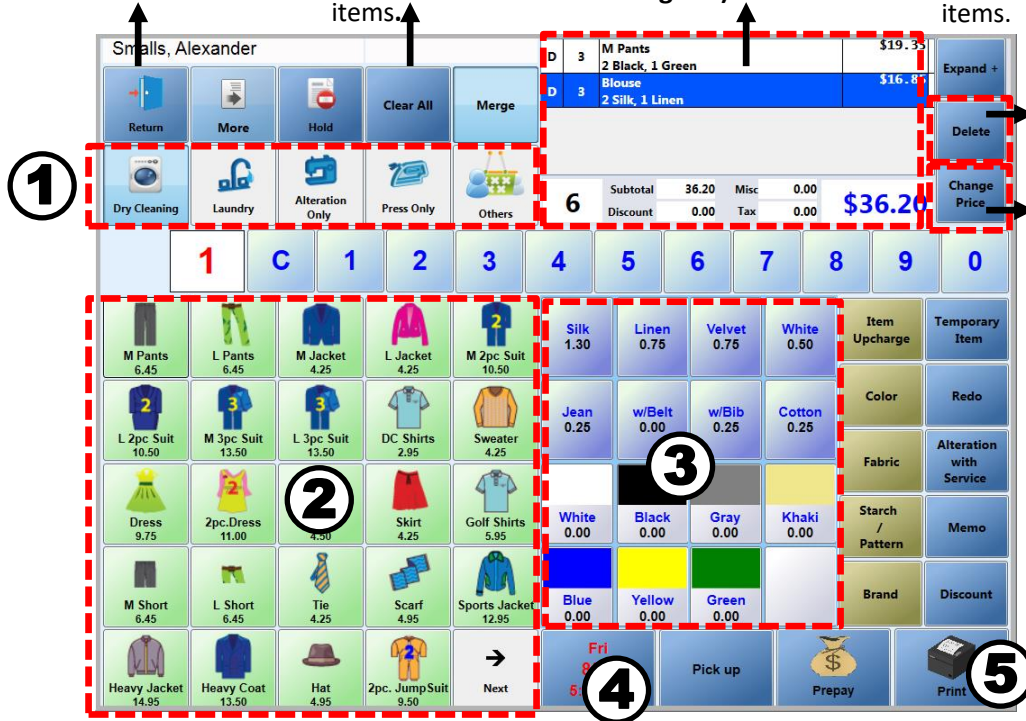 items.
items.
Smalls, Alexander
Return
More
Hold
Clear All
Merge
D 3 M Pants $19.35
2 Black, 1 Green
D 3 Blouse
2 Silk, 1 Linen
Expand +
Delete
Change
Price
1
Dry Cleaning
Laundry
Alteration
Only
Press Only
Others
6 Subtotal 36.20 Misc 0.00 $36.20
Discount 0.00 Tax 0.00
1 C 1 2 3 4 5 6 7 8 9 0
M Pants
6.45
L Pants
6.45
M Jacket
4.25
L Jacket
4.25
2
M 2pc Suit
10.50
2
L 2pc Suit
10.50
3
M 3pc Suit
13.50
3
L 3pc Suit
13.50
DC Shirts
2.95
Sweater
4.25
Dress
9.75
2
2pc.Dress
11.00
2
4.50
Skirt
4.25
Golf Shirts
5.95
M Short
6.45
L Short
6.45
Tie
4.25
Scarf
4.95
Sports Jacket
12.95
Heavy Jacket
14.95
Heavy Coat
13.50
Hat
4.95
2
2pc. JumpSuit
9.50
Next
Silk
1.30
Linen
0.75
Velvet
0.75
White
0.50
Jean
0.25
w/Belt
0.00
w/Bib
0.25
Cotton
0.25
3
White
0.00
Black
0.00
Gray
0.00
Khaki
0.00
Blue
0.00
Yellow
0.00
Green
0.00
Item
Upcharge
Color
Fabric
Starch
/
Pattern
Brand
Temporary
Item
Redo
Alteration
with
Service
Memo
Discount
Fri
4
Pick up
$
Prepay
Print
5